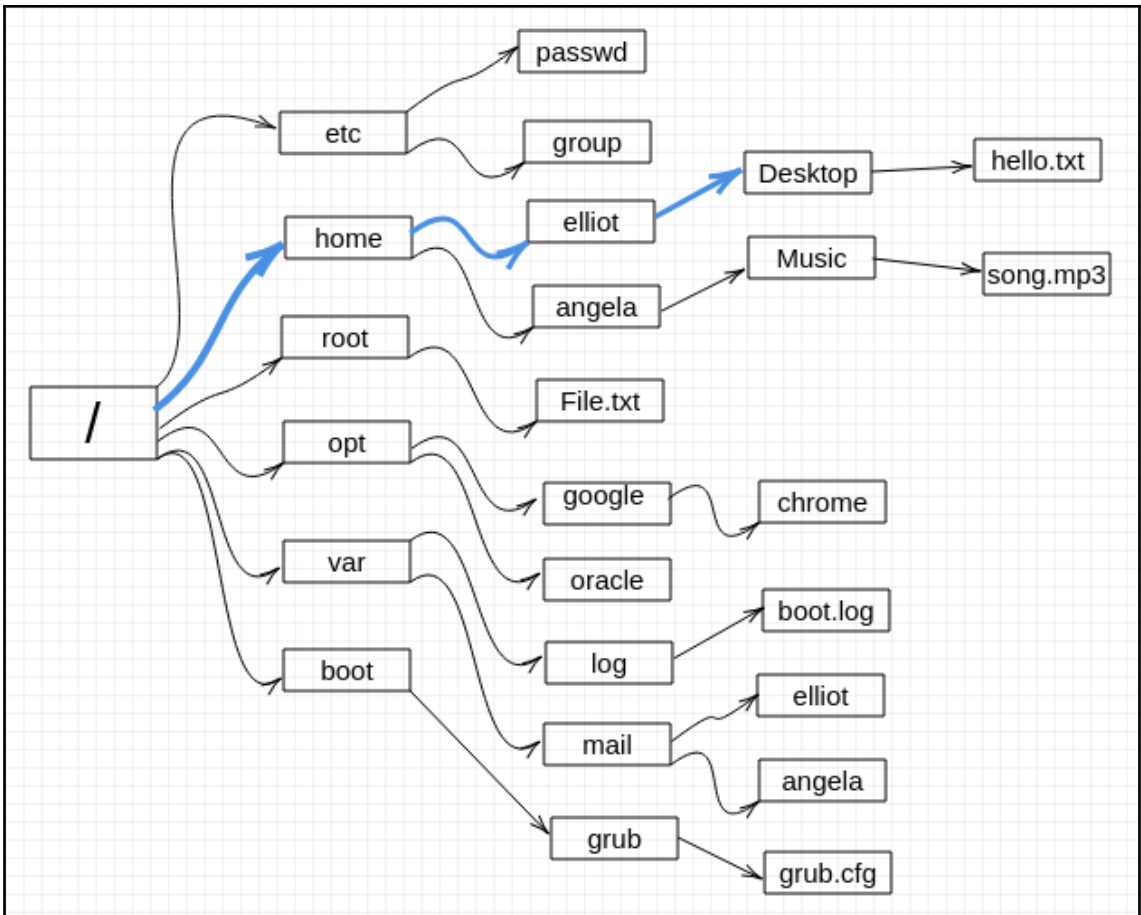 passwd
etc
group
Desktop
hello.txt
home
elliot
Music
song.mp3
angela
root
File.txt
/
opt
google
chrome
var
oracle
boot.log
log
boot
elliot
mail
angela
grub
grub.cfg